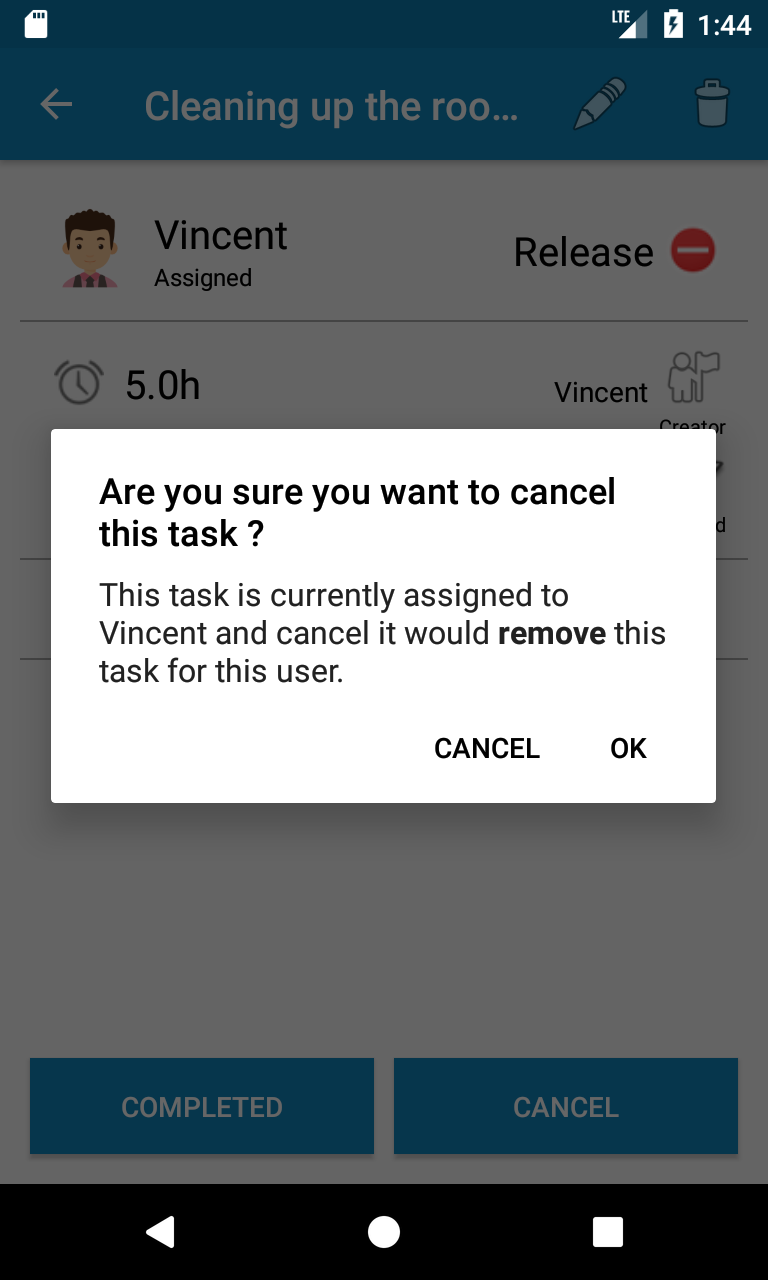 LTE 1:44
Cleaning up the roo…
Vincent
Assigned
Release
5.0h
Vincent
Creator
d
Are you sure you want to cancel
this task ?
This task is currently assigned to
Vincent and cancel it would remove this
task for this user.
CANCEL OK
COMPLETED CANCEL